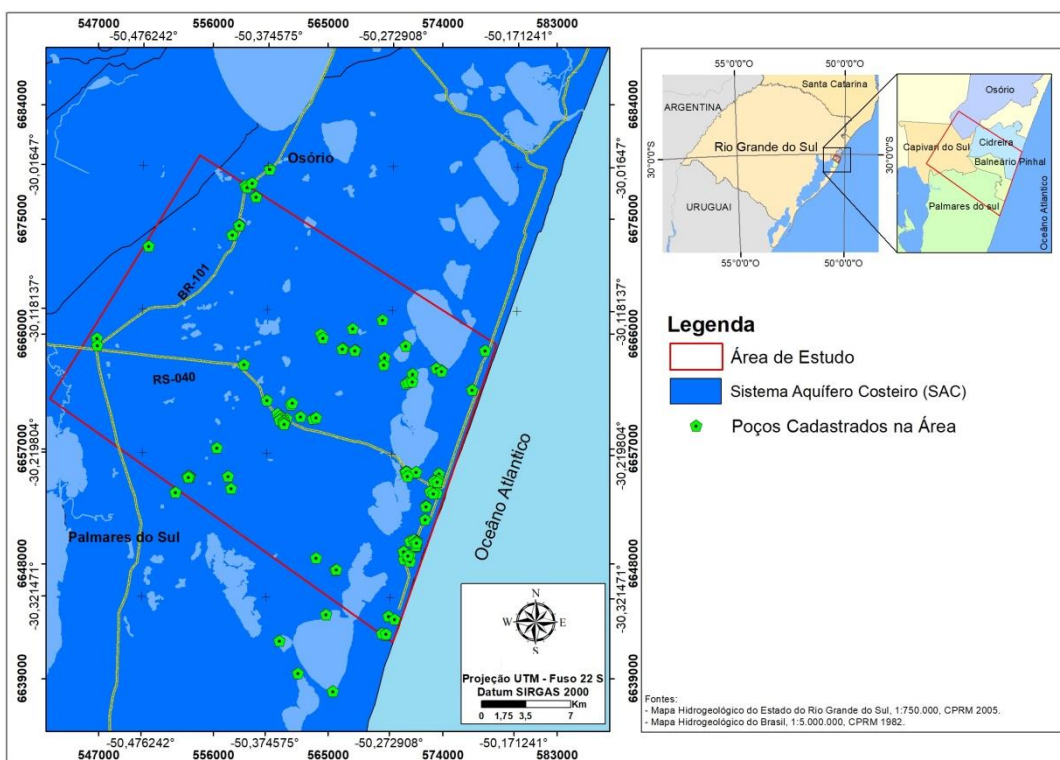 547000 556000 565000 574000 583000
-50,476242 -50,374575 -50,272908 -50,171241
6684000
-30,01647°
6675000
-30,118137°
6666000
-30,219804°
6657000
6648000
-30,321471°
6639000
Osório
BR-101
RS-040
Palmares do Sul
Oceâno Atlantico
N
W E
S
Projeção UTM - Fuso 22 S
Datum SIRGAS 2000
Km
0 1,75 3,5 7
6684000
-30,01647°
6675000
-30,118137°
6666000
-30,219804°
6657000
6648000
-30,321471°
6639000
-50,476242 -50,374575 -50,272908 -50,171241
547000 556000 565000 574000 583000
55°0'0"O 50°0'0"O
Santa Catarina
ARGENTINA
Rio Grande do Sul
30°0'0"S
30°0'0"S
URUGUAI
55°0'0"O 50°0'0"O
Osório
Capivari do Sul
Cidreira
Balneário Pinhal
Palmares do sul
Oceâno Atlantico
Legenda
Área de Estudo
Sistema Aquífero Costeiro (SAC)
Poços Cadastrados na Área
Fontes:
- Mapa Hidrogeológico do Estado do Rio Grande do Sul, 1:750.000, CPRM 2005.
- Mapa Hidrogeológico do Brasil, 1:5.000.000, CPRM 1982.